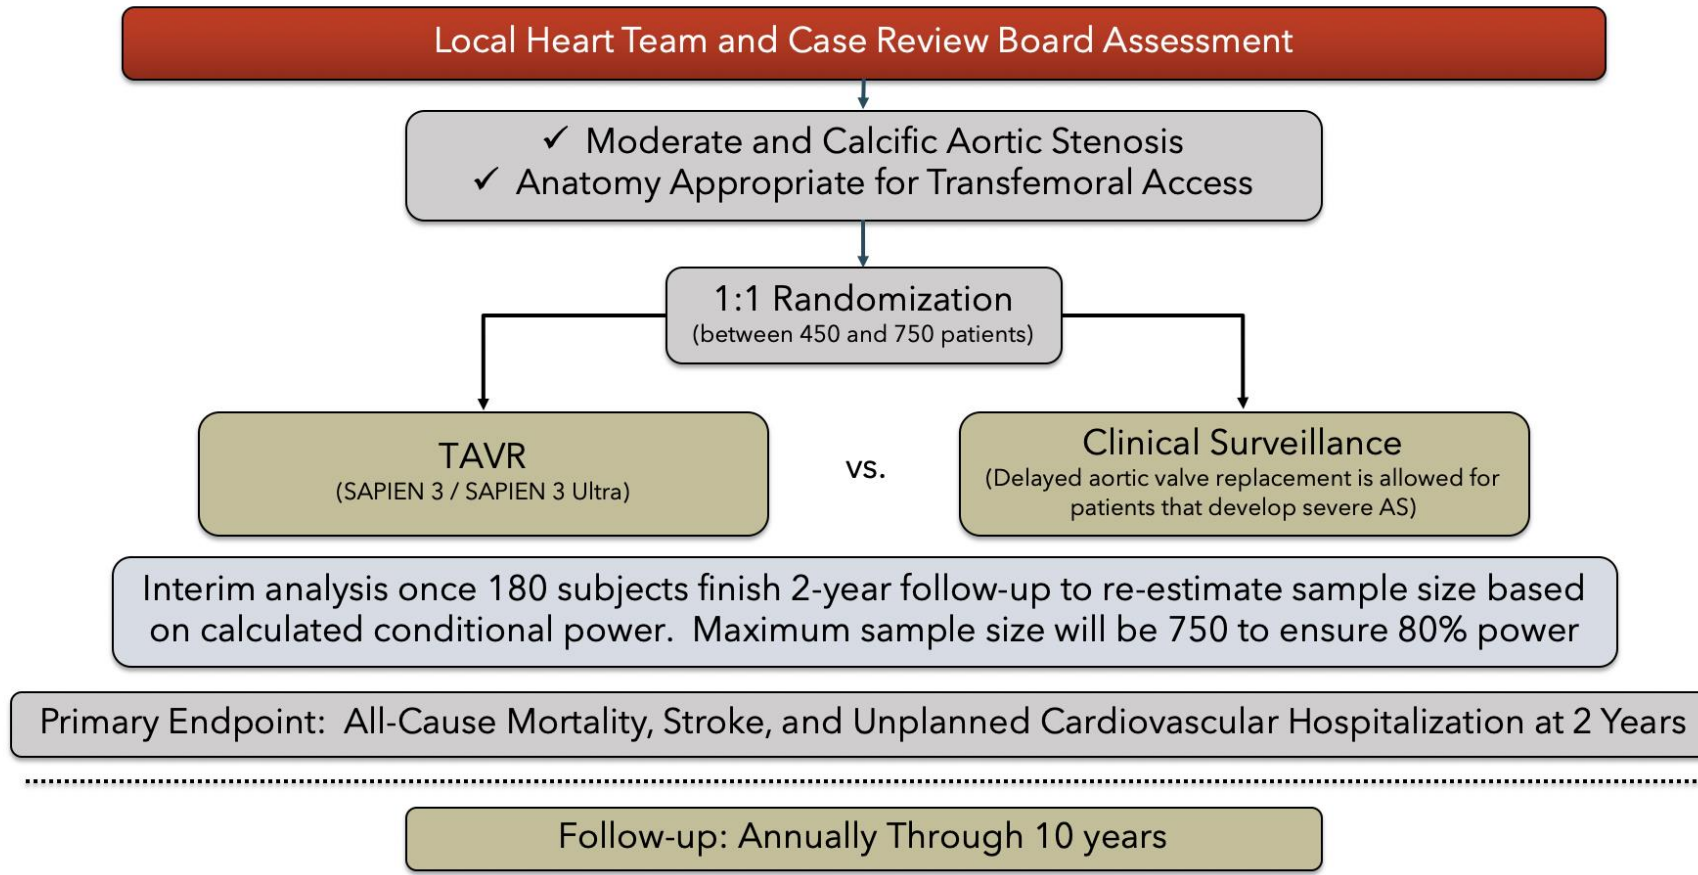 Local Heart Team and Case Review Board Assessment
✓ Moderate and Calcific Aortic Stenosis
✓ Anatomy Appropriate for Transfemoral Access
1:1 Randomization
(between 450 and 750 patients)
TAVR
(SAPIEN 3 / SAPIEN 3 Ultra)
vs.
Clinical Surveillance
(Delayed aortic valve replacement is allowed for
patients that develop severe AS)
Interim analysis once 180 subjects finish 2-year follow-up to re-estimate sample size based
on calculated conditional power.  Maximum sample size will be 750 to ensure 80% power
Primary Endpoint:  All-Cause Mortality, Stroke, and Unplanned Cardiovascular Hospitalization at 2 Years
Follow-up: Annually Through 10 years